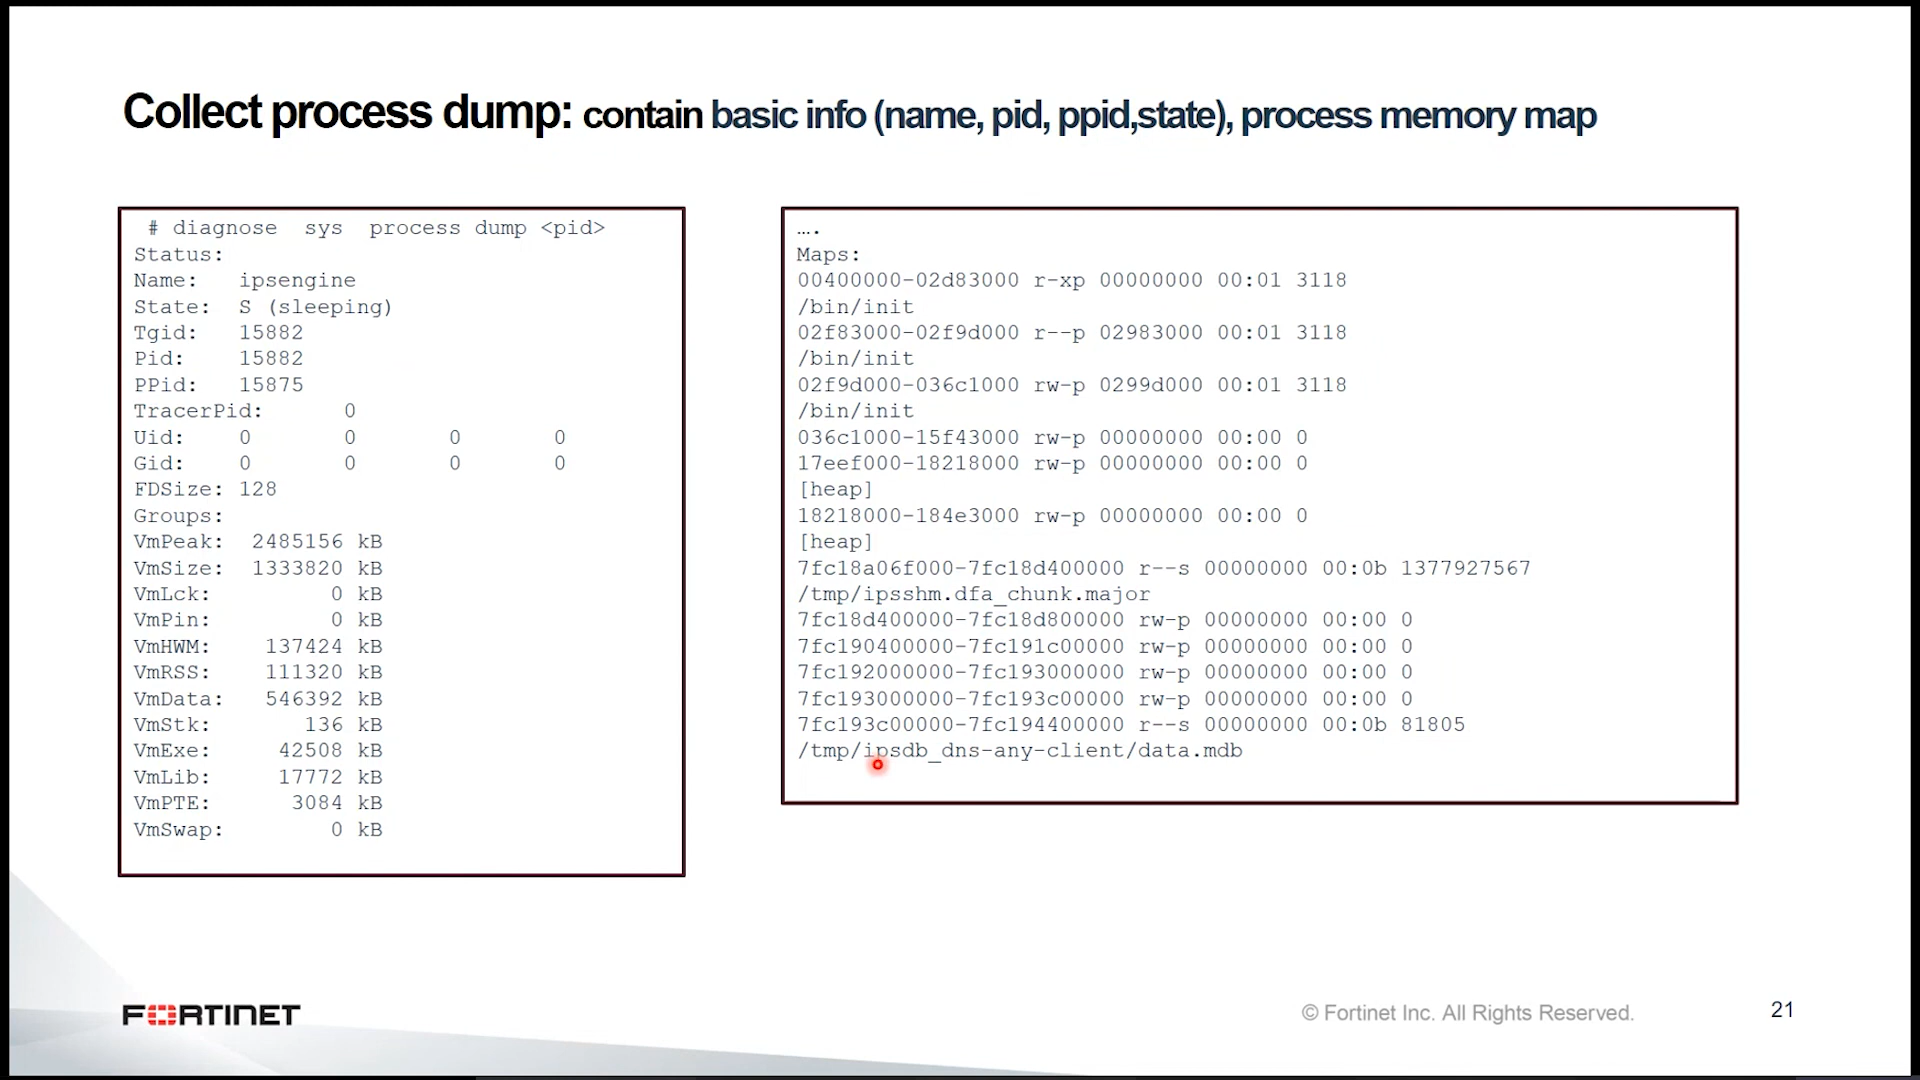 Collect process dump: contain basic info (name, pid, ppid,state), process memory map
# diagnose sys process dump <pid>
Status:
Name: ipsengine
State: S (sleeping)
Tgid: 15882
Pid: 15882
PPid: 15875
TracerPid: 0
Uid: 0 0 0 0
Gid: 0 0 0 0
FDSize: 128
Groups:
VmPeak: 2485156 kB
VmSize: 1333820 kB
VmLck: 0 kB
VmPin: 0 kB
VmHWM: 137424 kB
VmRSS: 111320 kB
VmData: 546392 kB
VmStk: 136 kB
VmExe: 42508 kB
VmLib: 17772 kB
VmPTE: 3084 kB
VmSwap: 0 kB
….
Maps:
00400000-02d83000 r-xp 00000000 00:01 3118
/bin/init
02f83000-02f9d000 r--p 02983000 00:01 3118
/bin/init
02f9d000-036c1000 rw-p 0299d000 00:01 3118
/bin/init
036c1000-15f43000 rw-p 00000000 00:00 0
17eef000-18218000 rw-p 00000000 00:00 0
[heap]
18218000-184e3000 rw-p 00000000 00:00 0
[heap]
7fc18a06f000-7fc18d400000 r--s 00000000 00:0b 1377927567
/tmp/ipsshm.dfa_chunk.major
7fc18d400000-7fc18d800000 rw-p 00000000 00:00 0
7fc190400000-7fc191c00000 rw-p 00000000 00:00 0
7fc192000000-7fc193000000 rw-p 00000000 00:00 0
7fc193000000-7fc193c00000 rw-p 00000000 00:00 0
7fc193c00000-7fc194400000 r--s 00000000 00:0b 81805
/tmp/ipsdb_dns-any-client/data.mdb
FORTINET
© Fortinet Inc. All Rights Reserved.
21